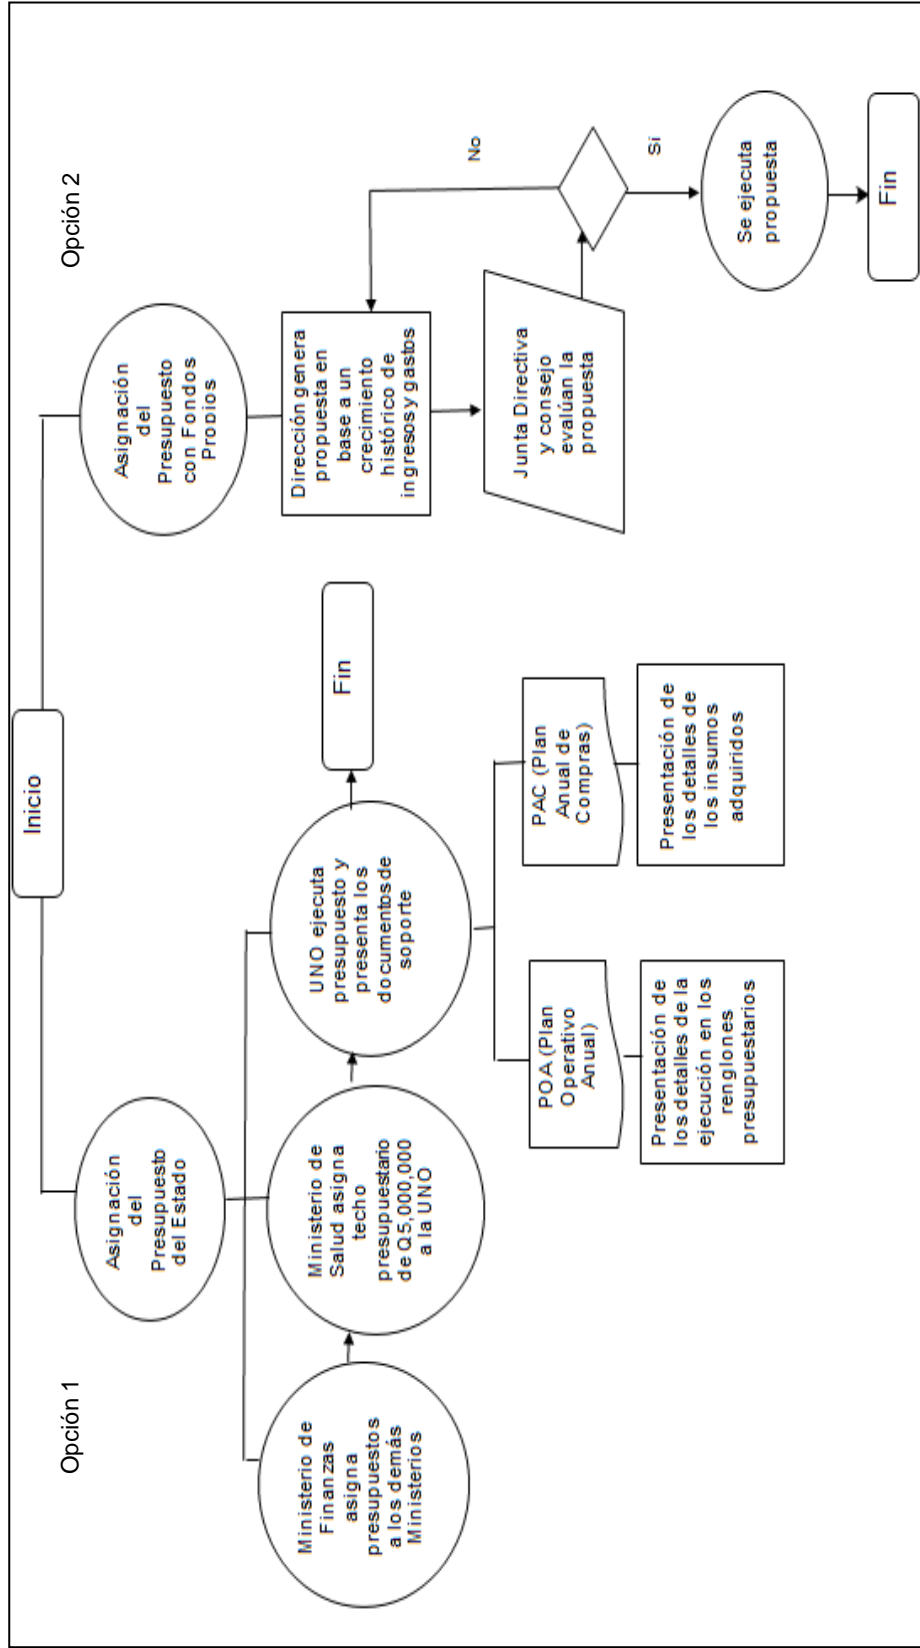 Inicio
Opción 1
Opción 2
Asignación
del
Presupuesto
del Estado
Ministerio de
Finanzas
asigna
presupuestos
a los demás
Ministerios
Ministerio de
Salud asigna
techo
presupuestario
de Q5,000,000
a la UNO
UNO ejecuta
presupuesto y
presenta los
documentos de
soporte
Fin
POA (Plan
Operativo
Anual)
PAC (Plan
Anual de
Compras)
Presentación de
los detalles de la
ejecución en los
renglones
presupuestarios
Presentación de
los detalles de
los insumos
adquiridos
Asignación
del
Presupuesto
con Fondos
Propios
Dirección genera
propuesta en
base a un
crecimiento
histórico de
ingresos y gastos
Junta Directiva
y consejo
evalúan la
propuesta
No
Sí
Se ejecuta
propuesta
Fin